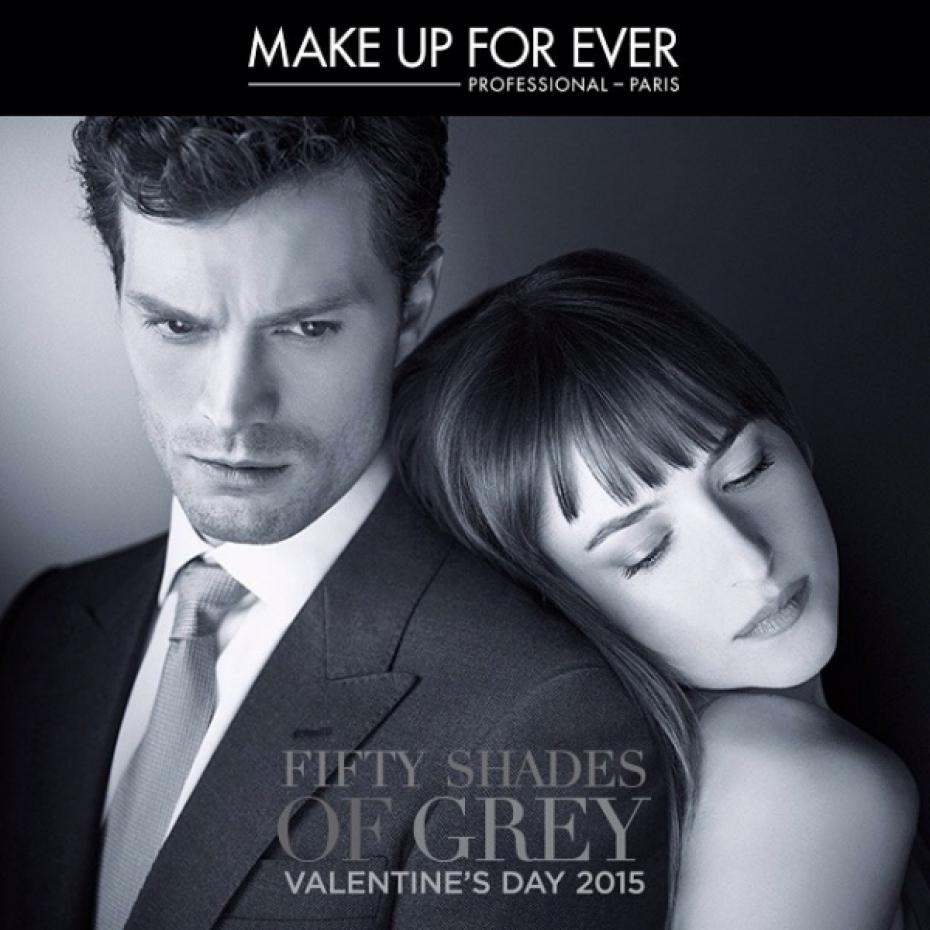 MAKE UP FOR EVER
PROFESSIONAL – PARIS
FIFTY SHADES
OF GREY
VALENTINE'S DAY 2015